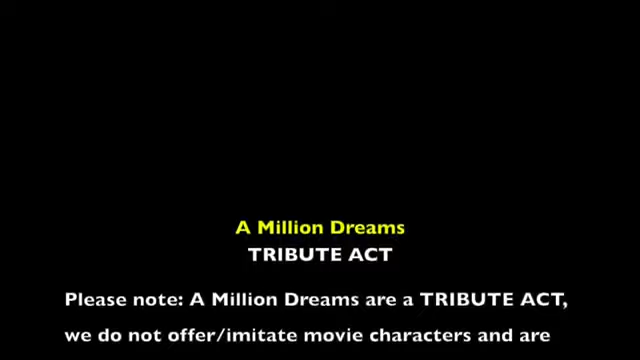 A Million Dreams
TRIBUTE ACT
Please note: A Million Dreams are a TRIBUTE ACT,
we do not offer/imitate movie characters and are